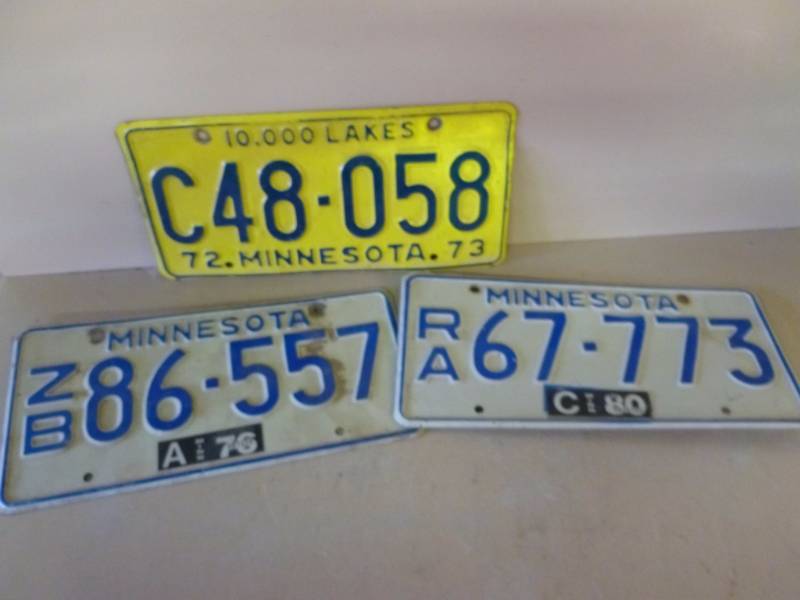 10.000 LAKES
C48·058
72.MINNESOTA.73
MINNESOTA
ZB 86·557
A 76
MINNESOTA
RA 67·773
C 80